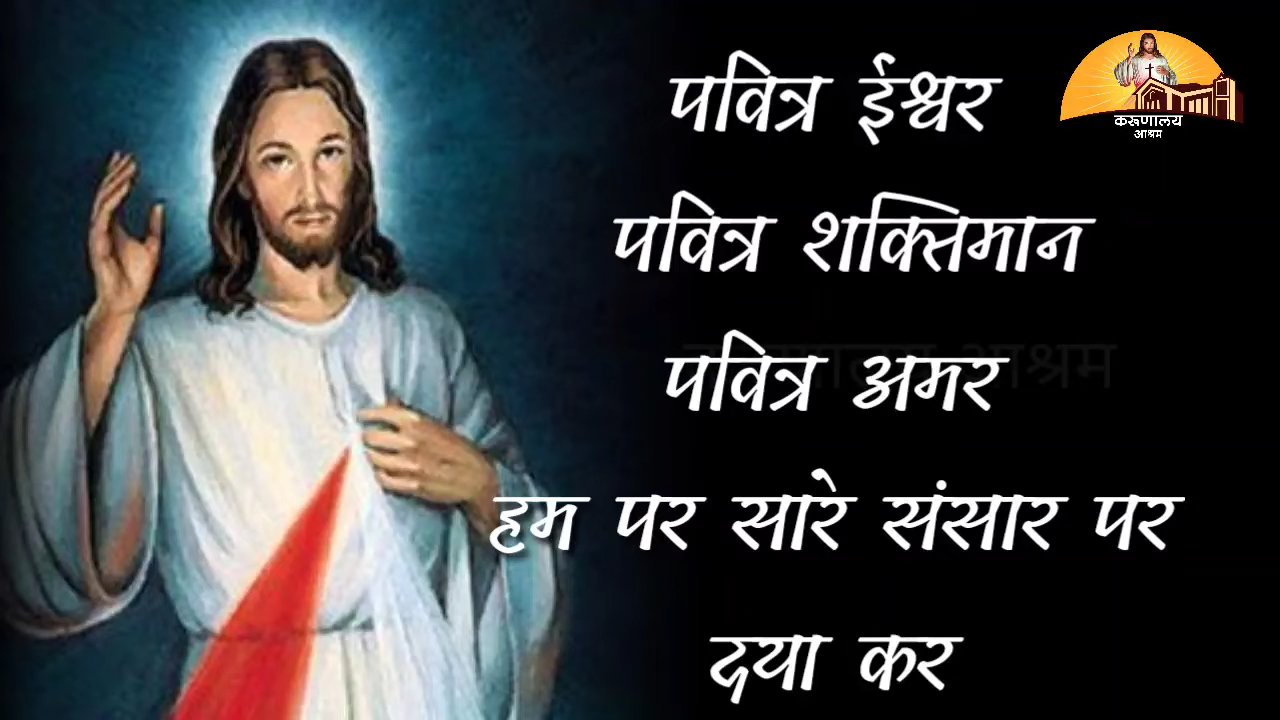 पवित्र ईश्वर
पवित्र शक्तिमान
पवित्र अमर
हम पर सारे संसार पर
दया कर
करूणालय
आश्रम